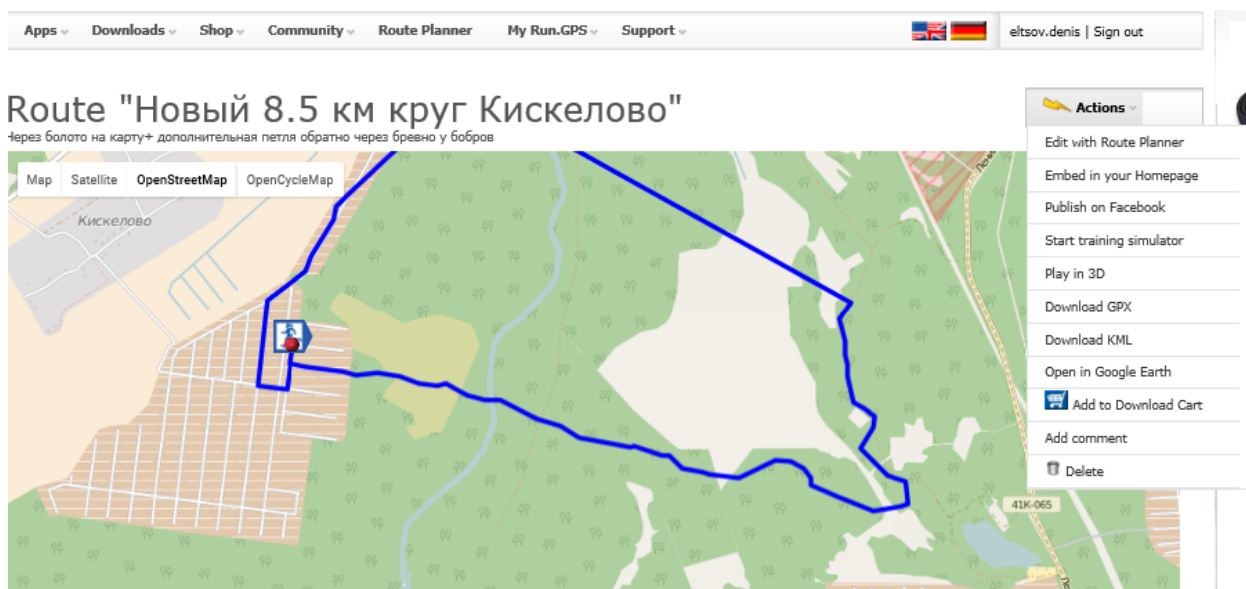 Apps Downloads Shop Community Route Planner My Run.GPS Support eltsov.denis | Sign out
Route "Новый 8.5 км круг Кискелово"
Через болото на карту+ дополнительная петля обратно через бревно у бобров
Actions
Map Satellite OpenStreetMap OpenCycleMap
Кискелово
Edit with Route Planner
Embed in your Homepage
Publish on Facebook
Start training simulator
Play in 3D
Download GPX
Download KML
Open in Google Earth
Add to Download Cart
Add comment
Delete
41К-065